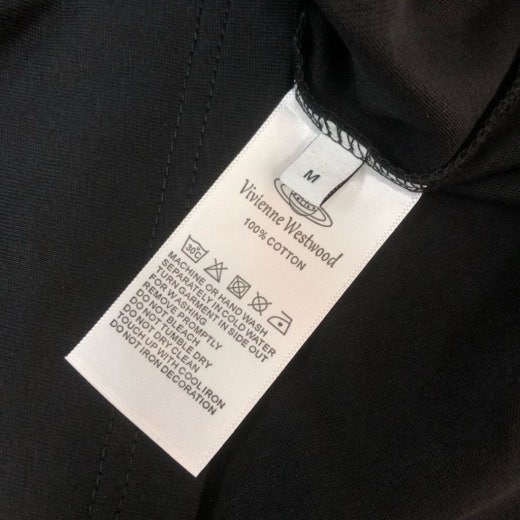 M
Vivienne Westwood
100% COTTON
30C
MACHINE OR HAND WASH
SEPARATELY IN COLD WATER
TURN GARMENT IN SIDE OUT
FOR WASHING
REMOVE PROMPTLY
DO NOT BLEACH
DO NOT TUMBLE DRY
DO NOT DRY CLEAN
TOUCH UP WITH COOL IRON
DO NOT IRON DECORATION